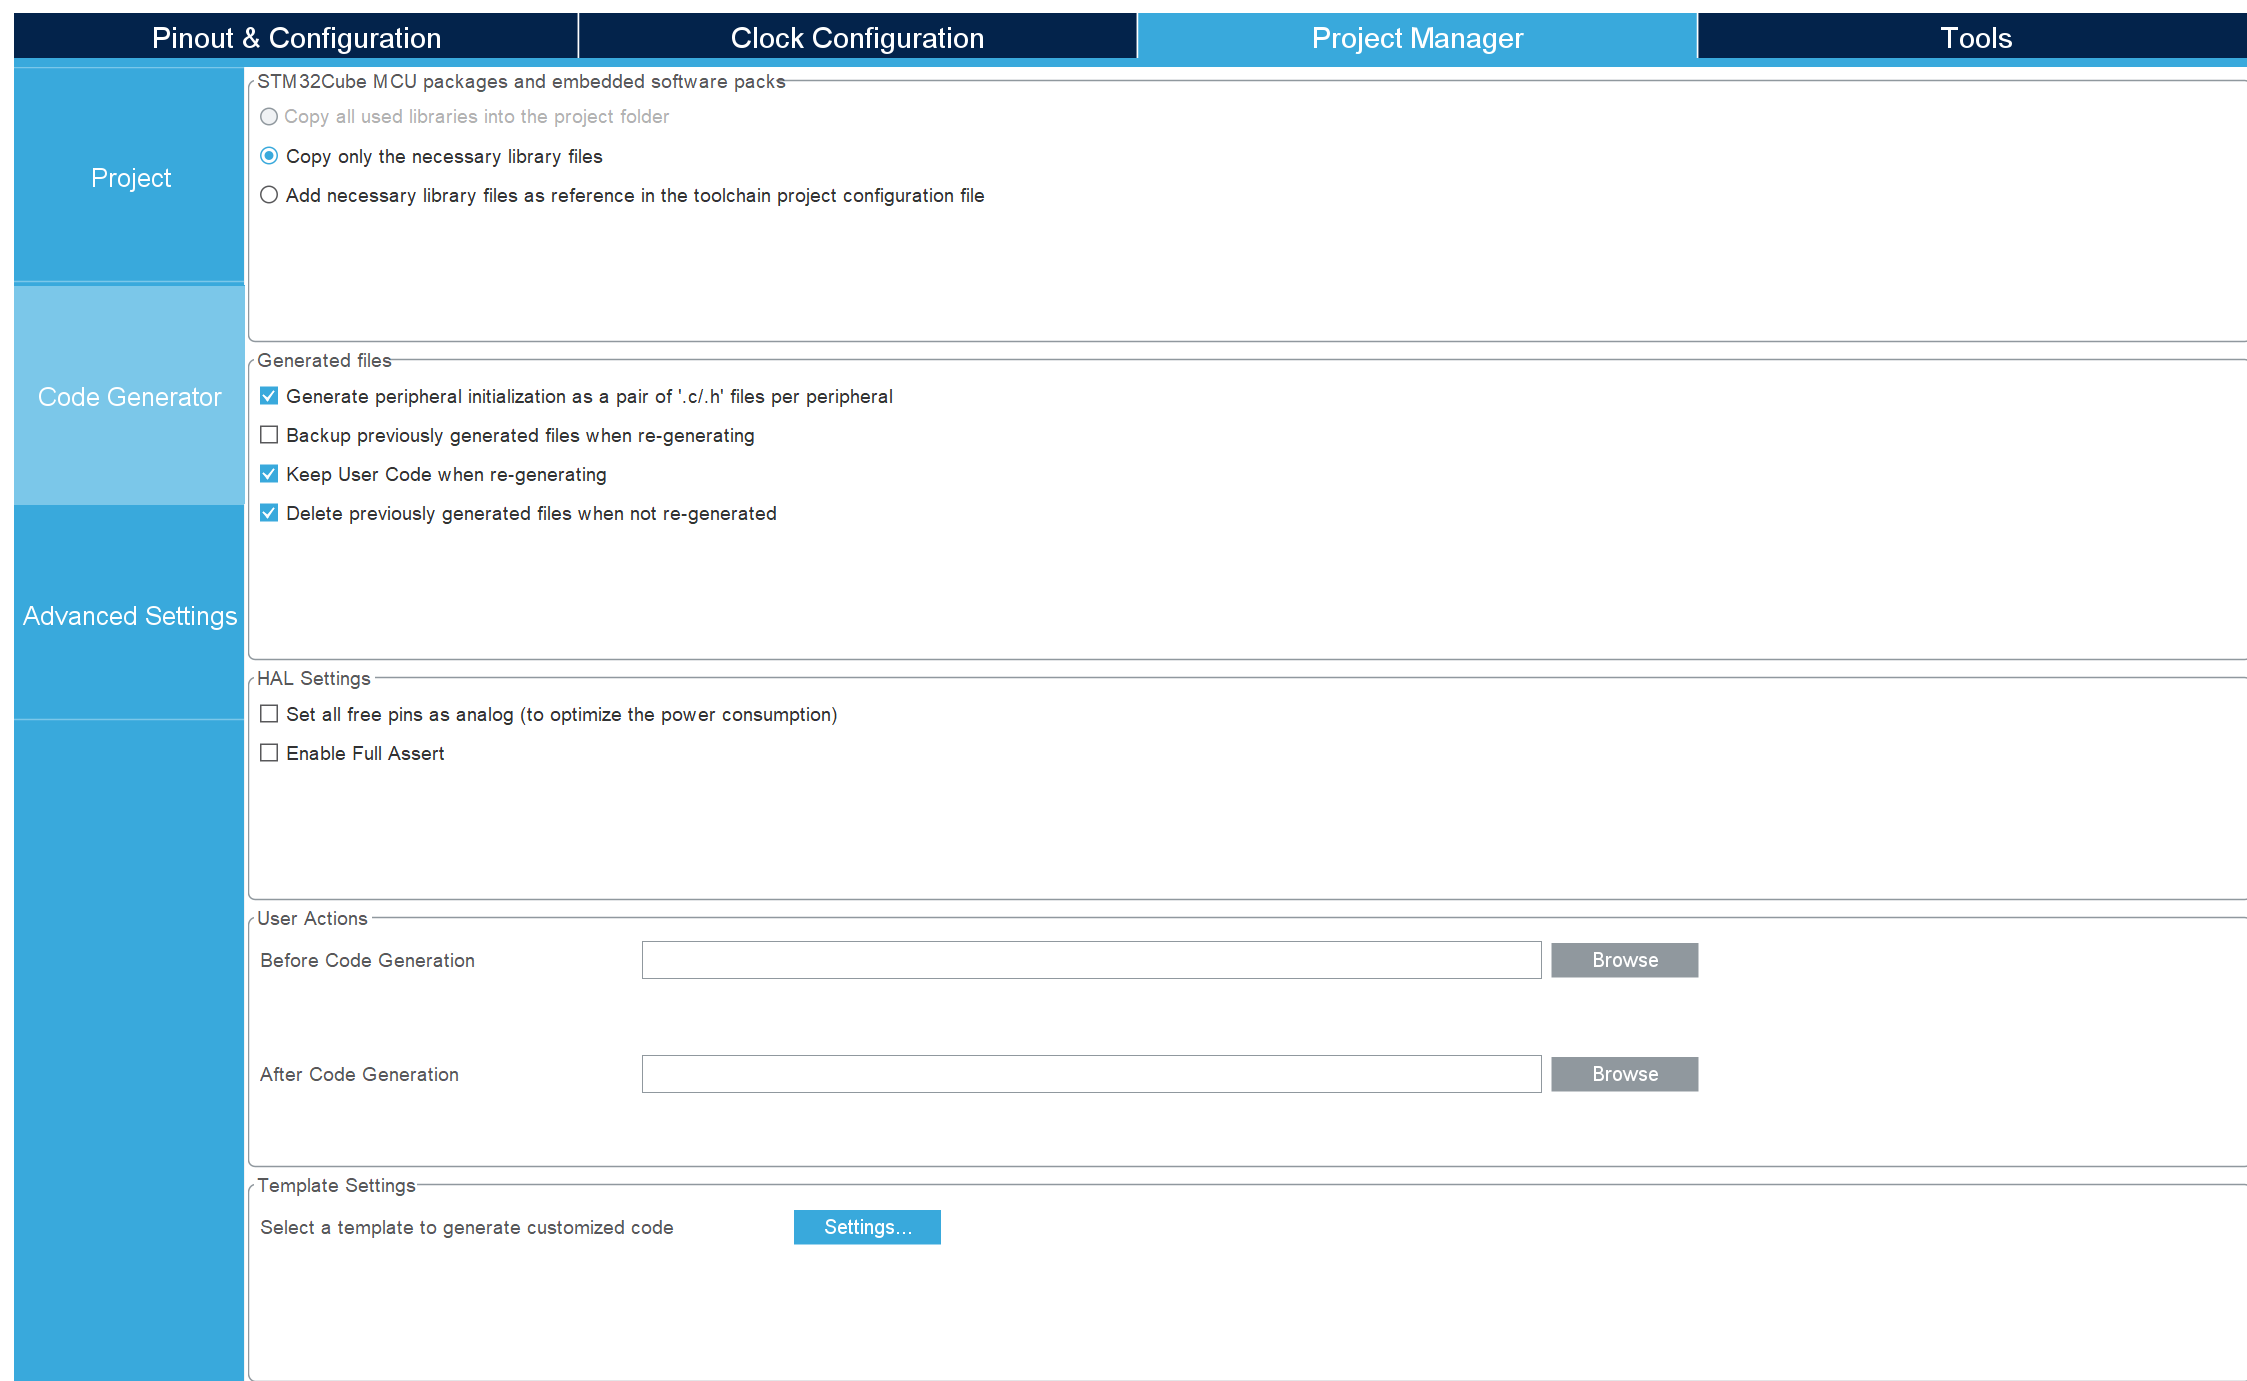 Pinout & Configuration
Clock Configuration
Project Manager
Tools
Project
Code Generator
Advanced Settings
STM32Cube MCU packages and embedded software packs
Copy all used libraries into the project folder
Copy only the necessary library files
Add necessary library files as reference in the toolchain project configuration file
Generated files
Generate peripheral initialization as a pair of '.c/.h' files per peripheral
Backup previously generated files when re-generating
Keep User Code when re-generating
Delete previously generated files when not re-generated
HAL Settings
Set all free pins as analog (to optimize the power consumption)
Enable Full Assert
User Actions
Before Code Generation
Browse
After Code Generation
Browse
Template Settings
Select a template to generate customized code
Settings...